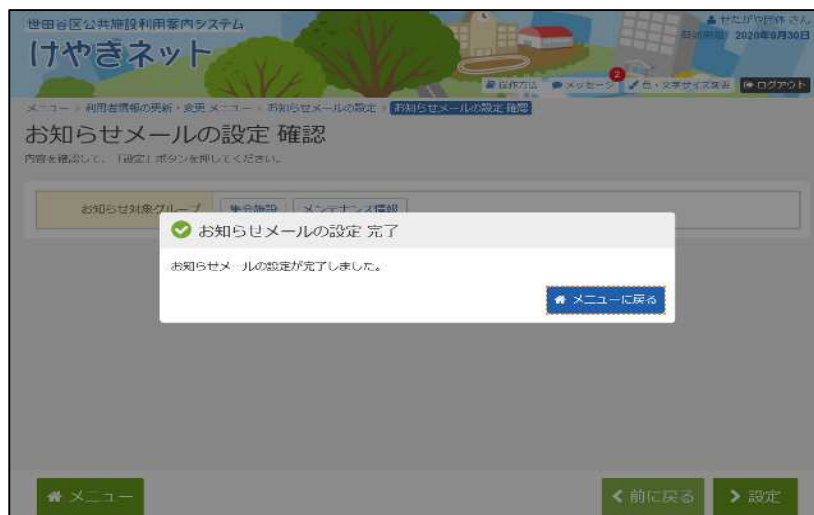 世田谷区公共施設利用案内システム
けやきネット
せたがや団体 さん
有効期限 2020年6月30日
操作方法 メッセージ 2 色・文字サイズ変更 ログアウト
メニュー > 利用者情報の更新・変更 メニュー > お知らせメールの設定 > お知らせメールの設定 確認
お知らせメールの設定 確認
内容を確認して、「設定」ボタンを押してください。
お知らせ対象グループ 集会施設 メンテナンス情報
お知らせメールの設定 完了
お知らせメールの設定が完了しました。
メニューに戻る
メニュー 前に戻る 設定